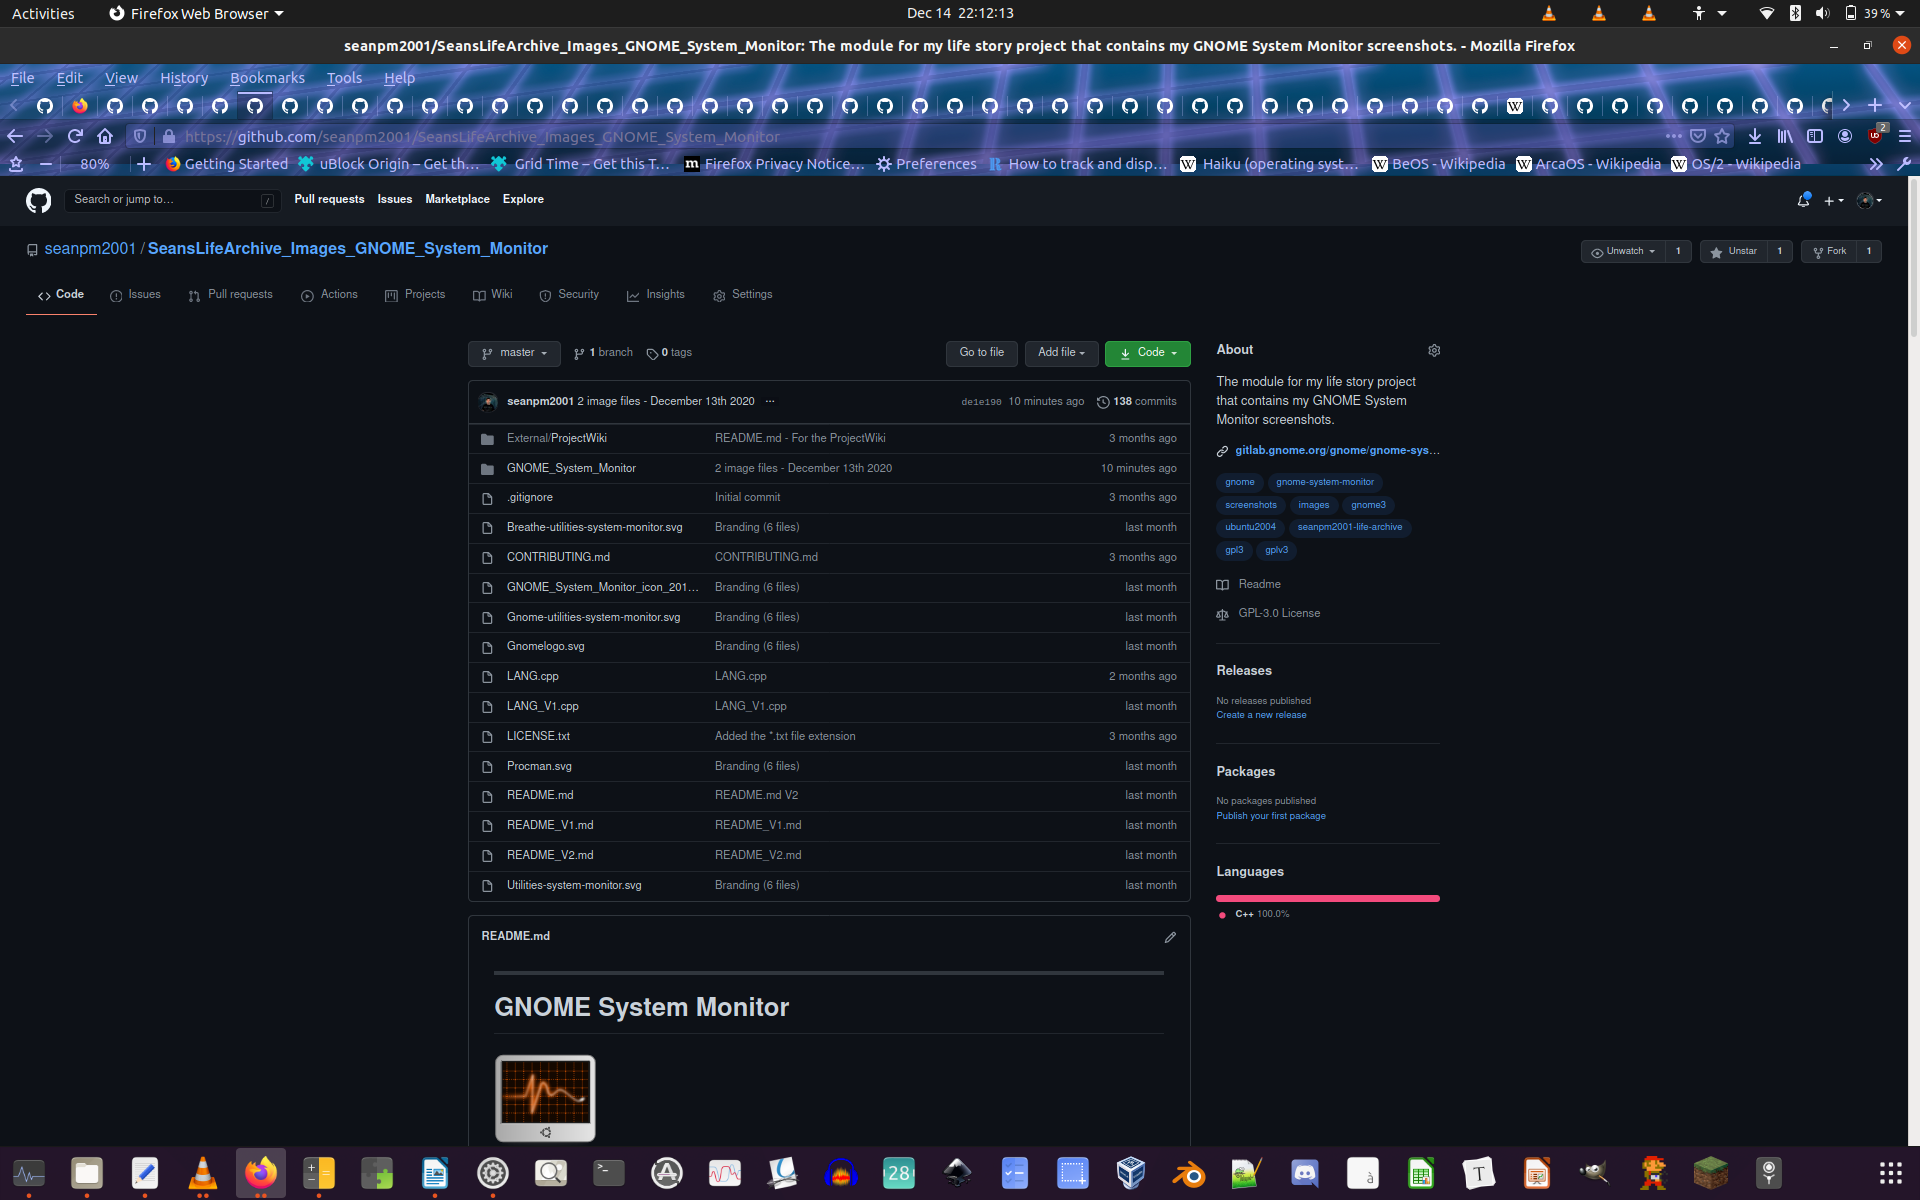 Activities Firefox Web Browser Dec 14 22:12:13 39 %
seanpm2001/SeansLifeArchive_Images_GNOME_System_Monitor: The module for my life story project that contains my GNOME System Monitor screenshots. - Mozilla Firefox
File Edit View History Bookmarks Tools Help
https://github.com/seanpm2001/SeansLifeArchive_Images_GNOME_System_Monitor 2
80% Getting Started uBlock Origin – Get th… Grid Time – Get this T… Firefox Privacy Notice… Preferences How to track and disp… Haiku (operating syst… BeOS - Wikipedia ArcaOS - Wikipedia OS/2 - Wikipedia
Search or jump to… / Pull requests Issues Marketplace Explore
seanpm2001 / SeansLifeArchive_Images_GNOME_System_Monitor Unwatch 1 Unstar 1 Fork 1
Code Issues Pull requests Actions Projects Wiki Security Insights Settings
master 1 branch 0 tags Go to file Add file Code
seanpm2001 2 image files - December 13th 2020 ... de1e190 10 minutes ago 138 commits
External/ProjectWiki README.md - For the ProjectWiki 3 months ago
GNOME_System_Monitor 2 image files - December 13th 2020 10 minutes ago
.gitignore Initial commit 3 months ago
Breathe-utilities-system-monitor.svg Branding (6 files) last month
CONTRIBUTING.md CONTRIBUTING.md 3 months ago
GNOME_System_Monitor_icon_201… Branding (6 files) last month
Gnome-utilities-system-monitor.svg Branding (6 files) last month
Gnomelogo.svg Branding (6 files) last month
LANG.cpp LANG.cpp 2 months ago
LANG_V1.cpp LANG_V1.cpp last month
LICENSE.txt Added the *.txt file extension 3 months ago
Procman.svg Branding (6 files) last month
README.md README.md V2 last month
README_V1.md README_V1.md last month
README_V2.md README_V2.md last month
Utilities-system-monitor.svg Branding (6 files) last month
README.md
GNOME System Monitor
About
The module for my life story project
that contains my GNOME System
Monitor screenshots.
gitlab.gnome.org/gnome/gnome-sys…
gnome gnome-system-monitor
screenshots images gnome3
ubuntu2004 seanpm2001-life-archive
gpl3 gplv3
Readme
GPL-3.0 License
Releases
No releases published
Create a new release
Packages
No packages published
Publish your first package
Languages
C++ 100.0%
28